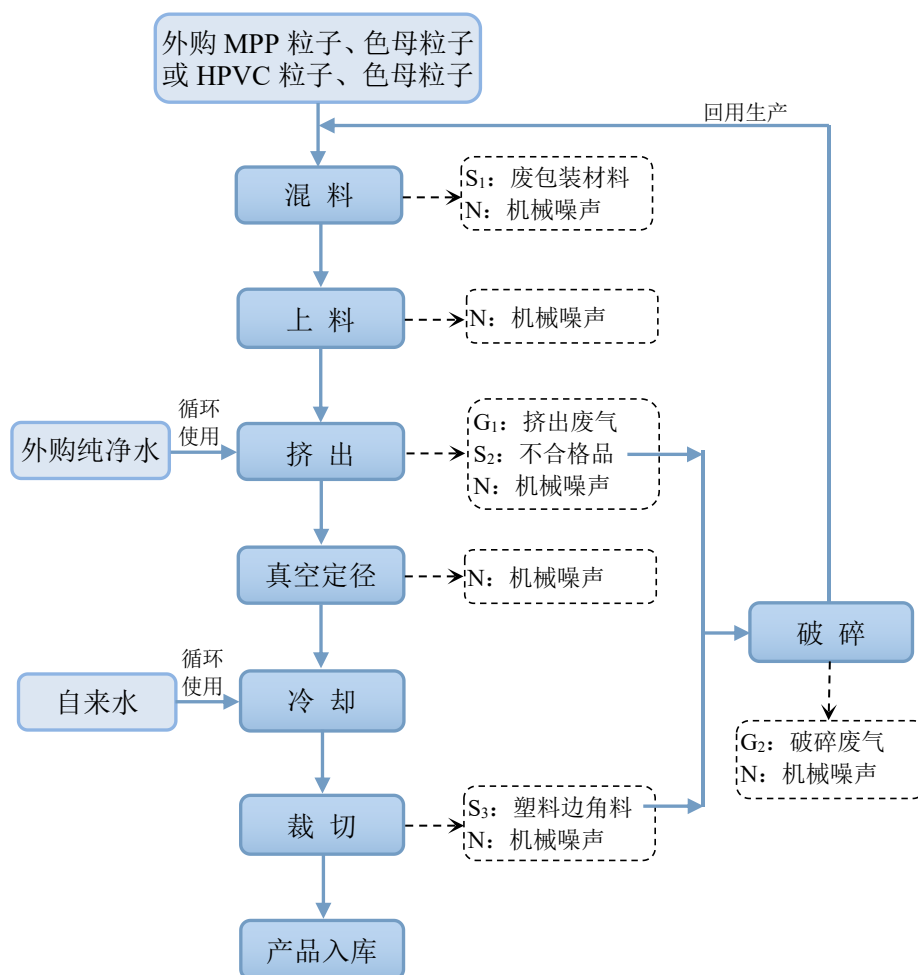 外购 MPP 粒子、色母粒子
或 HPVC 粒子、色母粒子
回用生产
混 料
S₁：废包装材料
N：机械噪声
上 料
N：机械噪声
外购纯净水
循环
使用
挤 出
G₁：挤出废气
S₂：不合格品
N：机械噪声
真空定径
N：机械噪声
破 碎
自来水
循环
使用
冷 却
G₂：破碎废气
N：机械噪声
裁 切
S₃：塑料边角料
N：机械噪声
产品入库